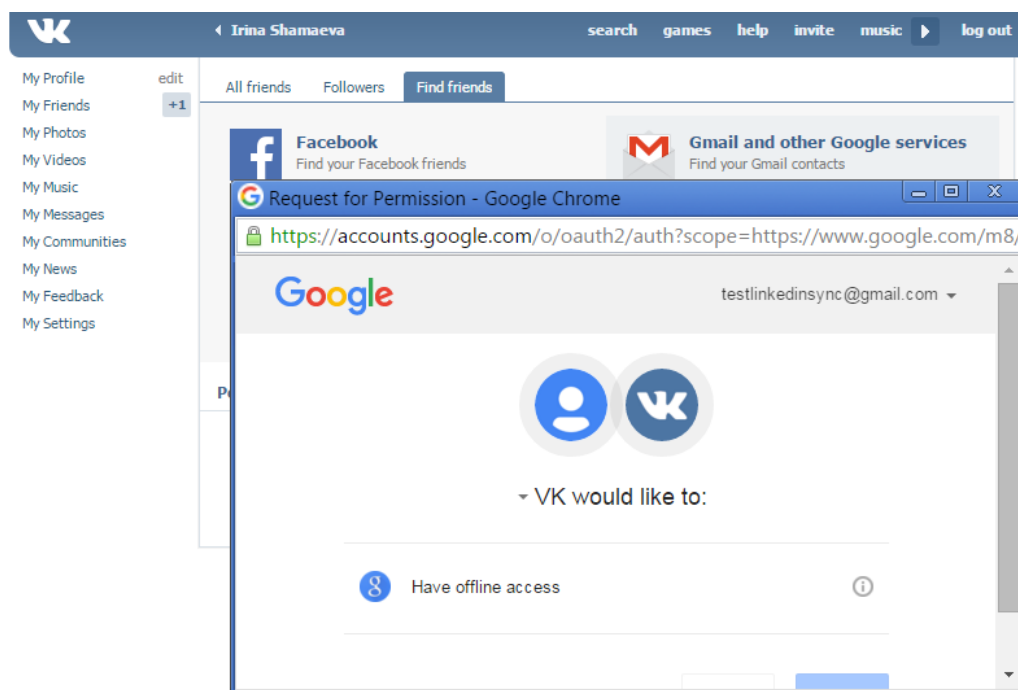 Irina Shamaeva search games help invite music log out
My Profile edit
My Friends +1
My Photos
My Videos
My Music
My Messages
My Communities
My News
My Feedback
My Settings
All friends Followers Find friends
Facebook
Find your Facebook friends
Gmail and other Google services
Find your Gmail contacts
Request for Permission - Google Chrome
https://accounts.google.com/o/oauth2/auth?scope=https://www.google.com/m8/
Google testlinkedinsync@gmail.com
VK would like to:
Have offline access